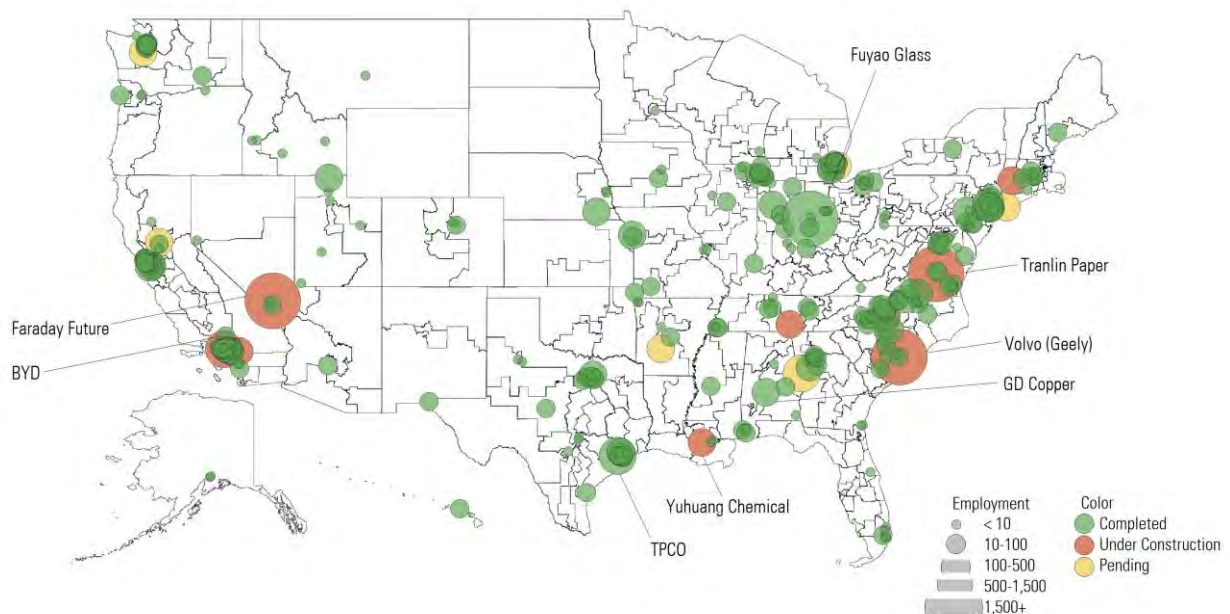 Fuyao Glass
Tranlin Paper
Faraday Future
Volvo (Geely)
BYD
GD Copper
Yuhuang Chemical
TPCO
Employment
< 10
10-100
100-500
500-1,500
1,500+
Color
Completed
Under Construction
Pending